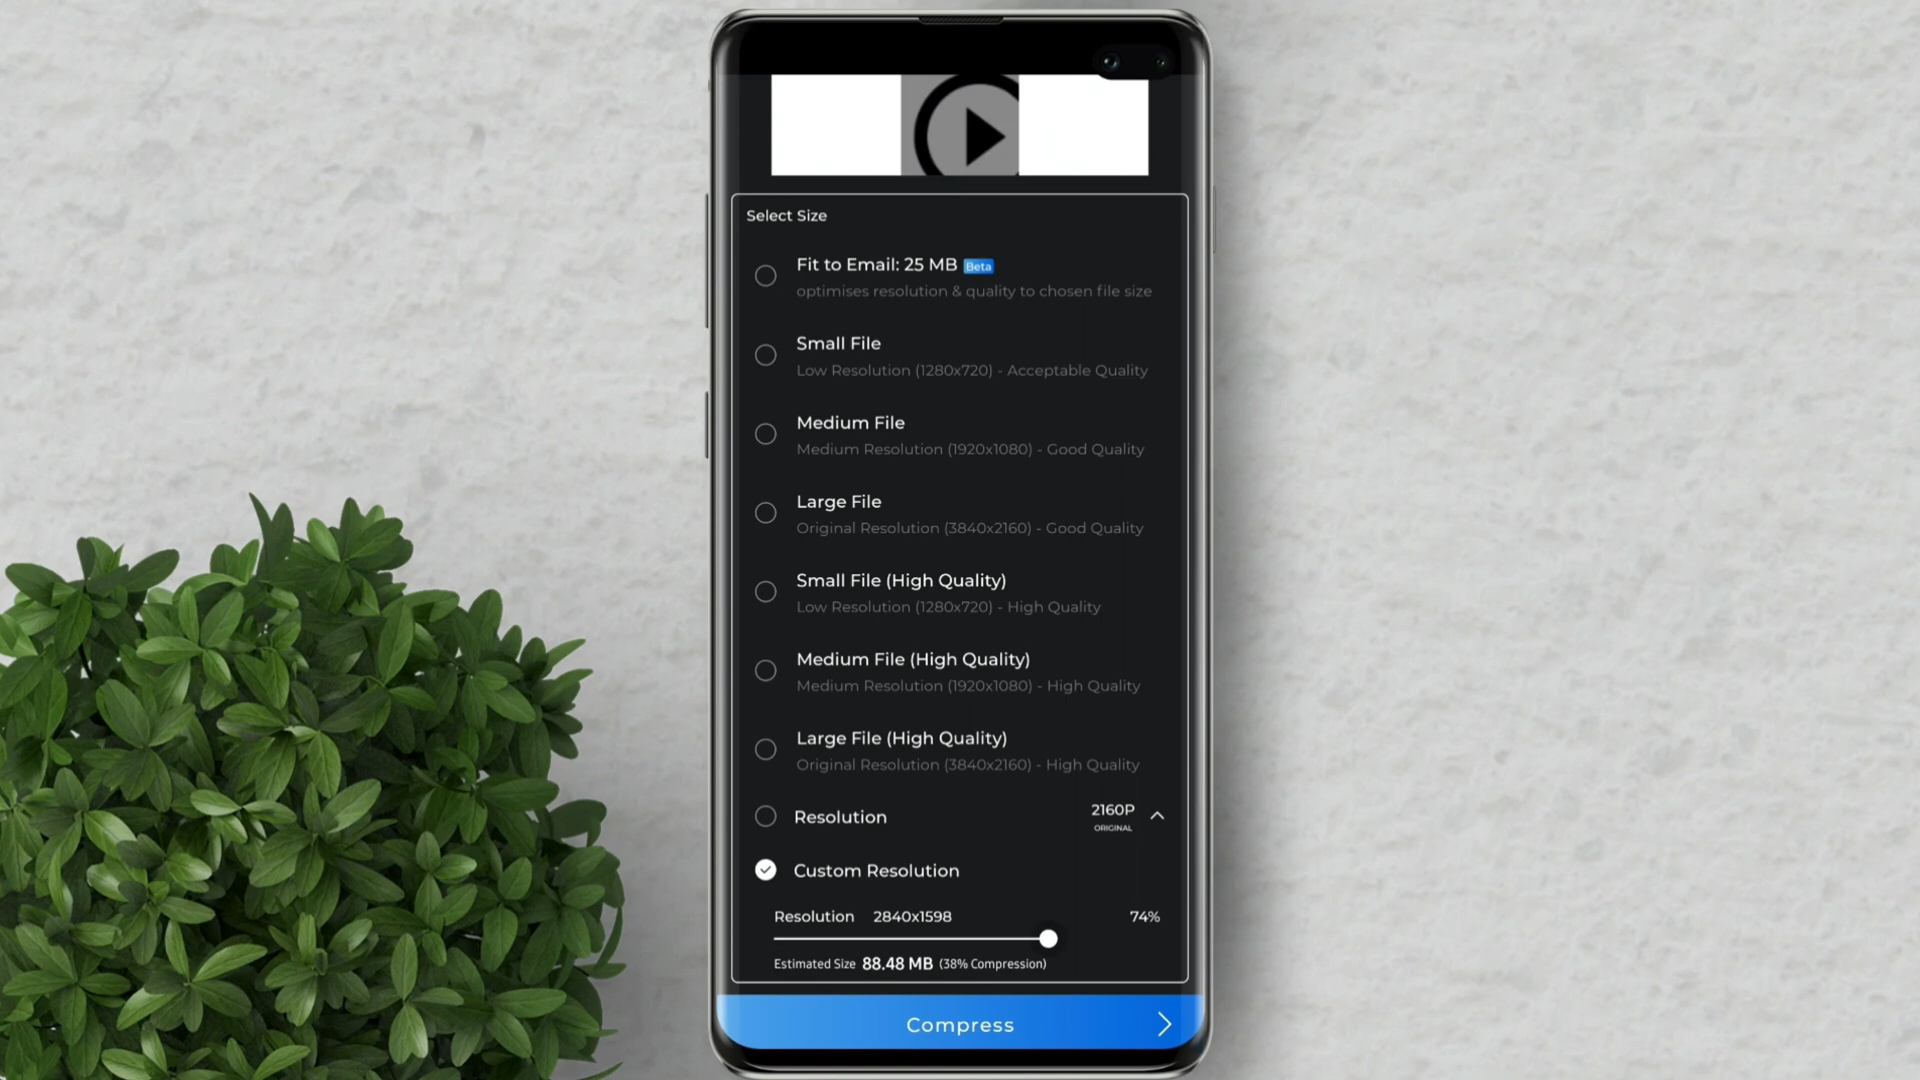 Select Size
Fit to Email: 25 MB Beta
optimises resolution & quality to chosen file size
Small File
Low Resolution (1280x720) - Acceptable Quality
Medium File
Medium Resolution (1920x1080) - Good Quality
Large File
Original Resolution (3840x2160) - Good Quality
Small File (High Quality)
Low Resolution (1280x720) - High Quality
Medium File (High Quality)
Medium Resolution (1920x1080) - High Quality
Large File (High Quality)
Original Resolution (3840x2160) - High Quality
Resolution 2160P
ORIGINAL
Custom Resolution
Resolution 2840x1598 74%
Estimated Size 88.48 MB (38% Compression)
Compress